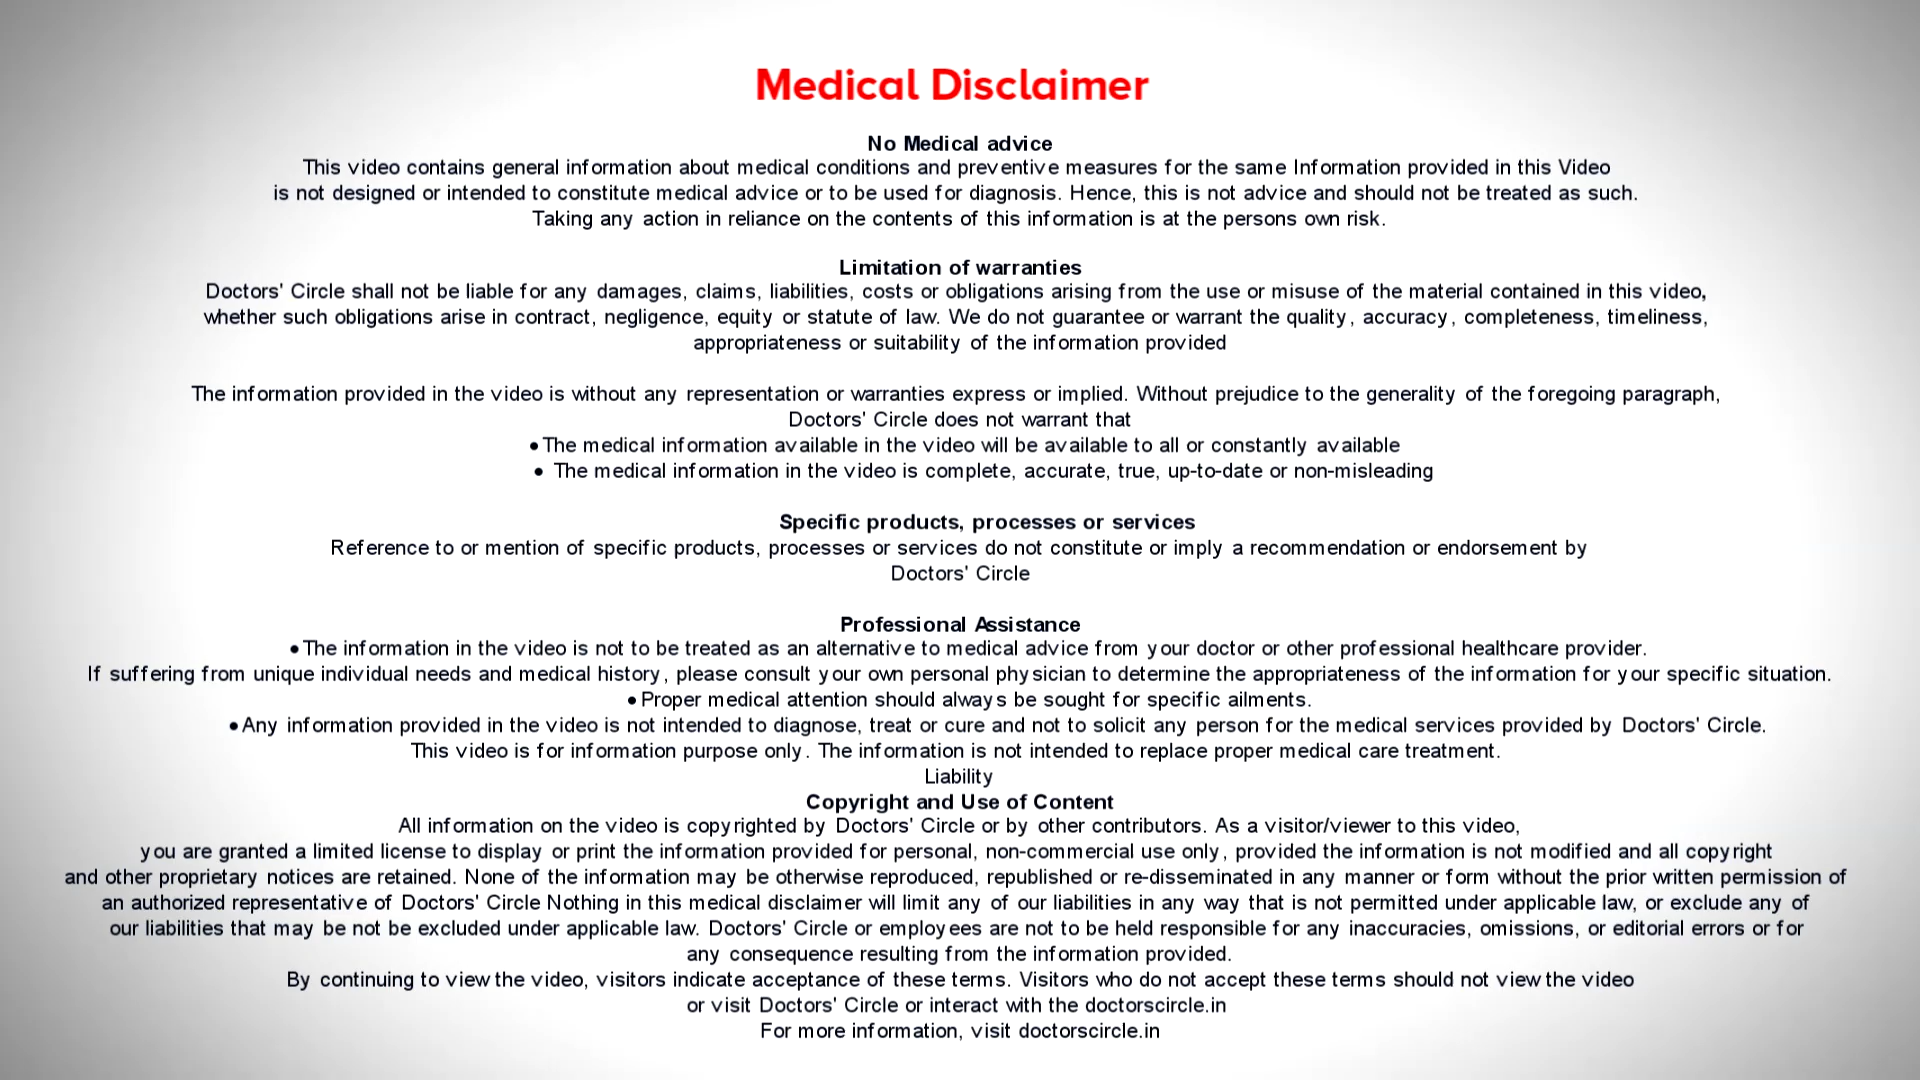 Medical Disclaimer
No Medical advice
This video contains general information about medical conditions and preventive measures for the same Information provided in this Video
is not designed or intended to constitute medical advice or to be used for diagnosis. Hence, this is not advice and should not be treated as such.
Taking any action in reliance on the contents of this information is at the persons own risk.
Limitation of warranties
Doctors' Circle shall not be liable for any damages, claims, liabilities, costs or obligations arising from the use or misuse of the material contained in this video,
whether such obligations arise in contract, negligence, equity or statute of law. We do not guarantee or warrant the quality, accuracy, completeness, timeliness,
appropriateness or suitability of the information provided
The information provided in the video is without any representation or warranties express or implied. Without prejudice to the generality of the foregoing paragraph,
Doctors' Circle does not warrant that
•The medical information available in the video will be available to all or constantly available
• The medical information in the video is complete, accurate, true, up-to-date or non-misleading
Specific products, processes or services
Reference to or mention of specific products, processes or services do not constitute or imply a recommendation or endorsement by
Doctors' Circle
Professional Assistance
•The information in the video is not to be treated as an alternative to medical advice from your doctor or other professional healthcare provider.
If suffering from unique individual needs and medical history, please consult your own personal physician to determine the appropriateness of the information for your specific situation.
•Proper medical attention should always be sought for specific ailments.
•Any information provided in the video is not intended to diagnose, treat or cure and not to solicit any person for the medical services provided by Doctors' Circle.
This video is for information purpose only. The information is not intended to replace proper medical care treatment.
Liability
Copyright and Use of Content
All information on the video is copyrighted by Doctors' Circle or by other contributors. As a visitor/viewer to this video,
you are granted a limited license to display or print the information provided for personal, non-commercial use only, provided the information is not modified and all copyright
and other proprietary notices are retained. None of the information may be otherwise reproduced, republished or re-disseminated in any manner or form without the prior written permission of
an authorized representative of Doctors' Circle Nothing in this medical disclaimer will limit any of our liabilities in any way that is not permitted under applicable law, or exclude any of
our liabilities that may be not be excluded under applicable law. Doctors' Circle or employees are not to be held responsible for any inaccuracies, omissions, or editorial errors or for
any consequence resulting from the information provided.
By continuing to view the video, visitors indicate acceptance of these terms. Visitors who do not accept these terms should not view the video
or visit Doctors' Circle or interact with the doctorscircle.in
For more information, visit doctorscircle.in